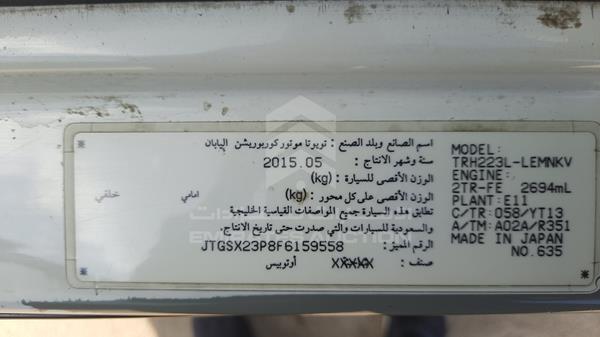 اسم الصانع وبلد الصنع : تويوتا موتور كوربوريشن اليابان
سنة وشهر الانتاج : 2015.05
الوزن الأقصى للسيارة : (kg)
الوزن الأقصى على كل محور : (kg) امامي خلفي
تطابق هذه السيارة جميع المواصفات القياسية الخليجية
والسعودية للسيارات والتي صدرت حتى تاريخ الانتاج.
الرقم المميز : JTGSX23P8F6159558
صنف : XXXXX أوتوبيس
MODEL:
TRH223L-LEMNKV
ENGINE:
2TR-FE 2694mL
PLANT:E11
C/TR:058/YT13
A/TM:A02A/R351
MADE IN JAPAN
NO.635
EMIRATES AUCTION